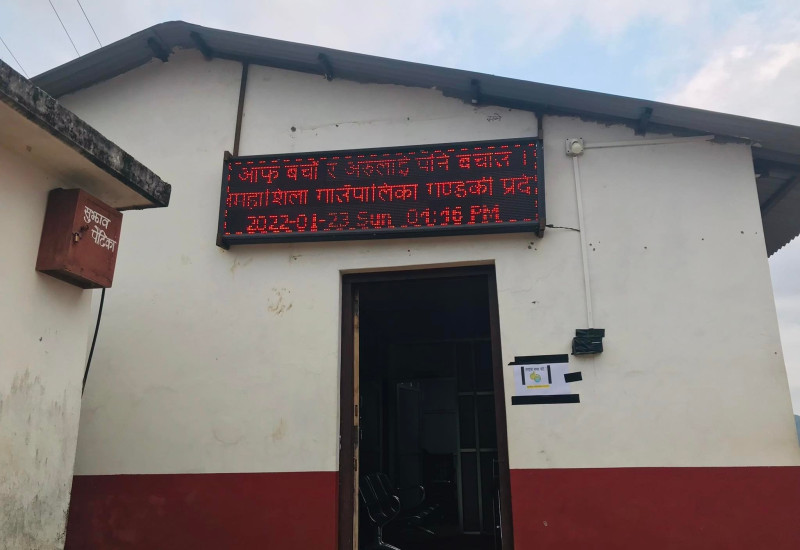 सुझाव
पेटिका
आफु बचौं र अरुलाई पनि बचाऔं ।
महाशिला गाउँपालिका गण्डकी प्रदे
2022-01-23 Sun 04:16 PM